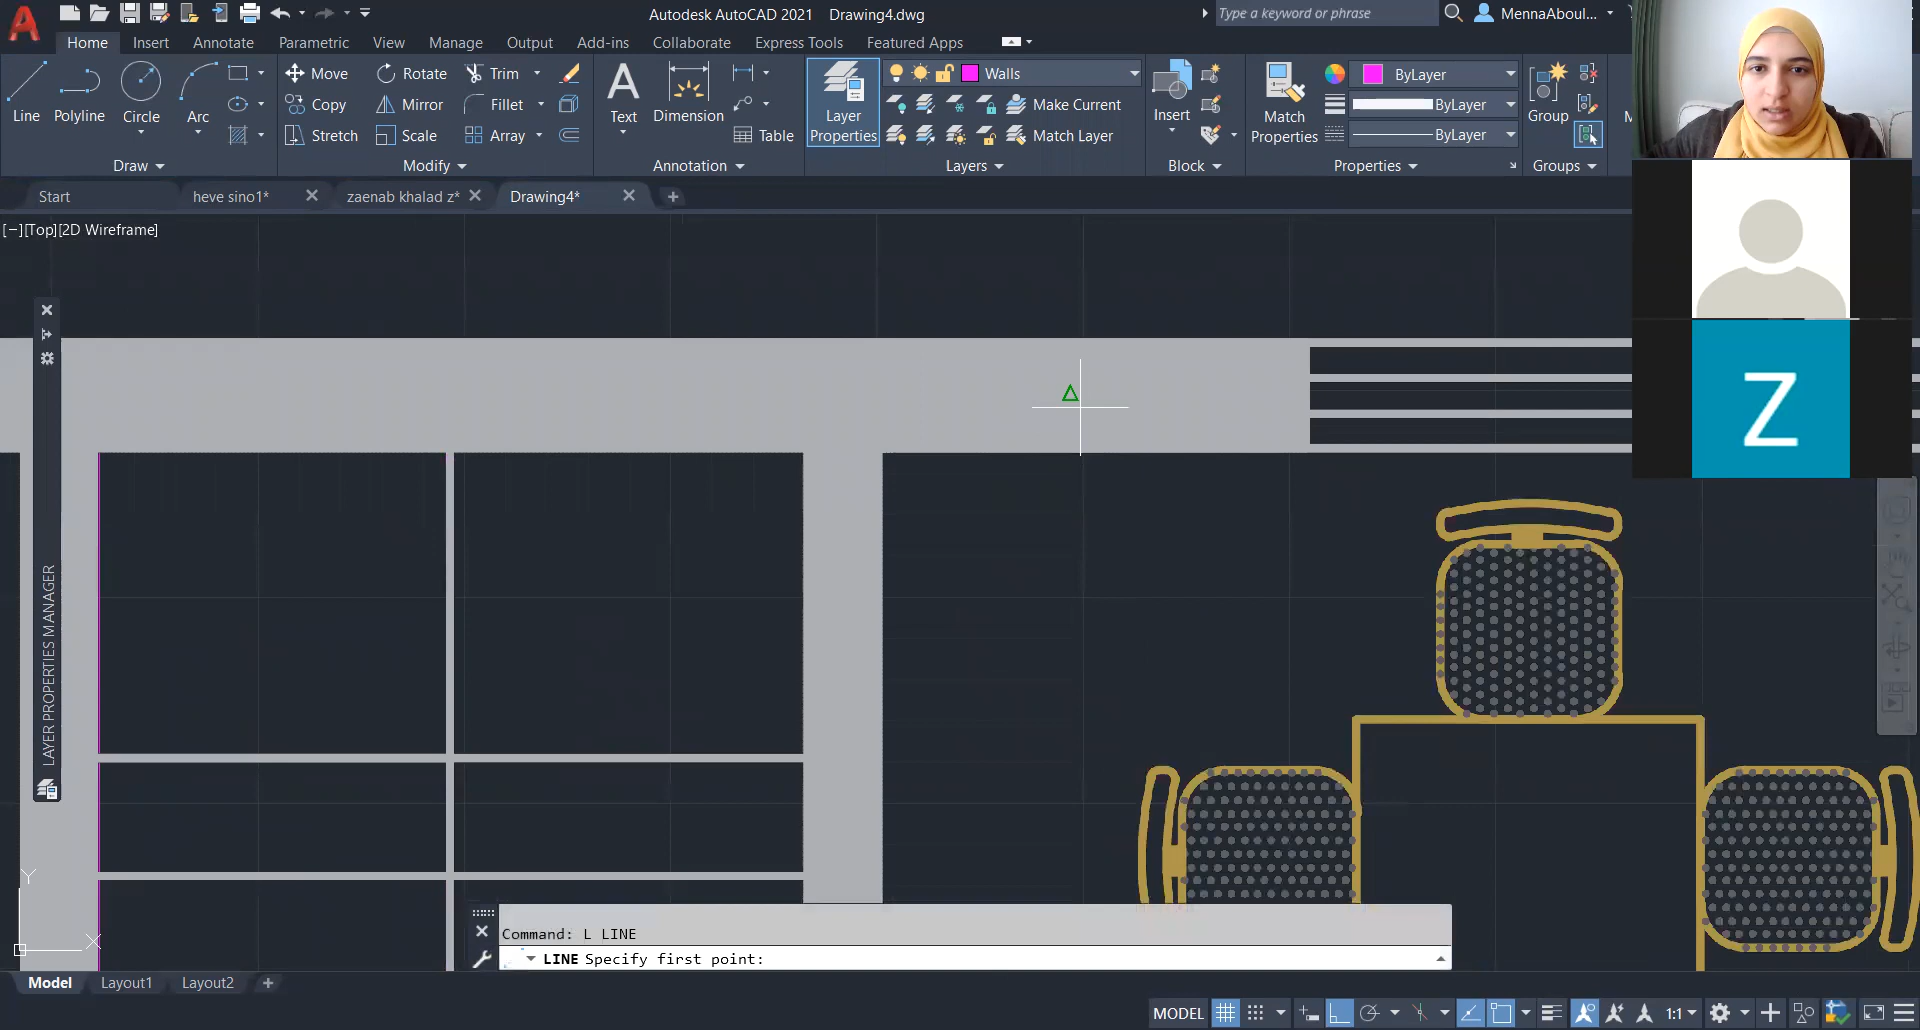 Autodesk AutoCAD 2021 Drawing4.dwg
Type a keyword or phrase
MennaAboul...
Home Insert Annotate Parametric View Manage Output Add-ins Collaborate Express Tools Featured Apps
Line Polyline Circle Arc
Move Rotate Trim
Copy Mirror Fillet
Stretch Scale Array
Text Dimension Table
Layer Properties
Walls
Make Current
Match Layer
Insert
Match Properties
ByLayer
ByLayer
ByLayer
Group
Draw Modify Annotation Layers Block Properties Groups
Start heve sino1* zaenab khalad z* Drawing4*
[−][Top][2D Wireframe]
LAYER PROPERTIES MANAGER
Z
Y
X
Command: L LINE
LINE Specify first point:
Model Layout1 Layout2
MODEL 1:1